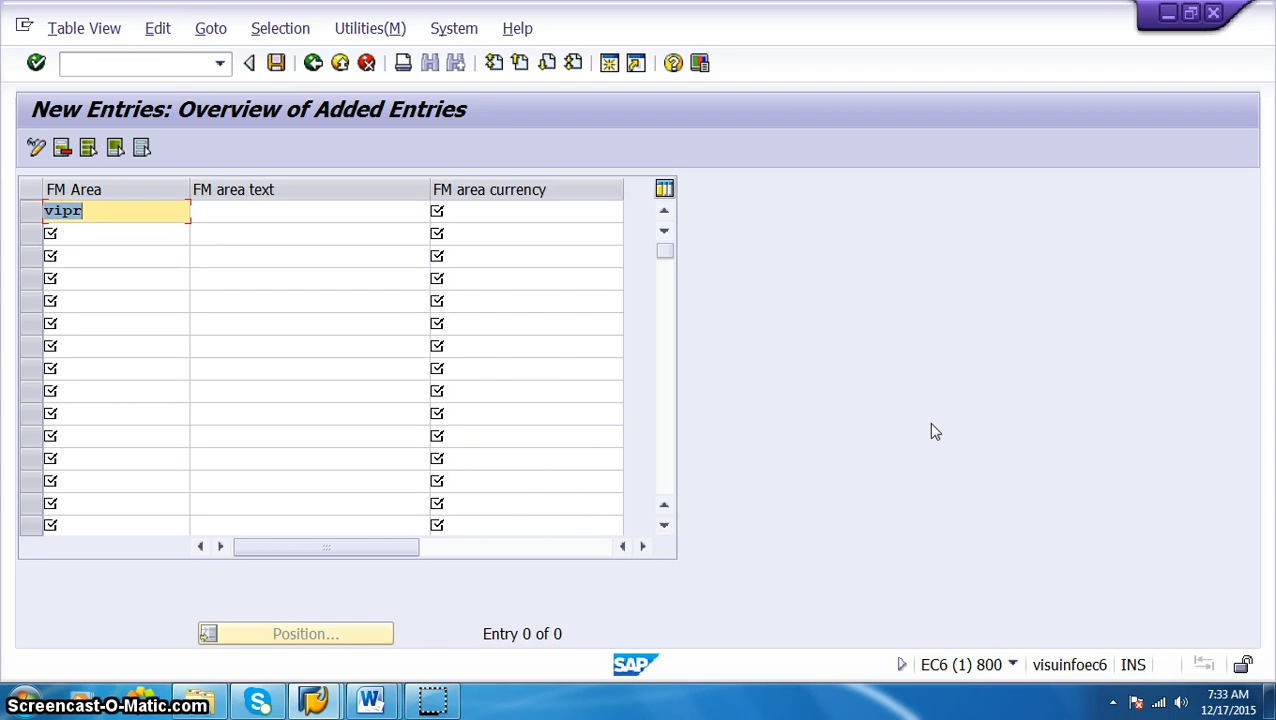 Table View Edit Goto Selection Utilities(M) System Help
New Entries: Overview of Added Entries
FM Area FM area text FM area currency
vipr
Position... Entry 0 of 0
SAP EC6 (1) 800 visuinfoec6 INS
Screencast-O-Matic.com 7:33 AM
12/17/2015